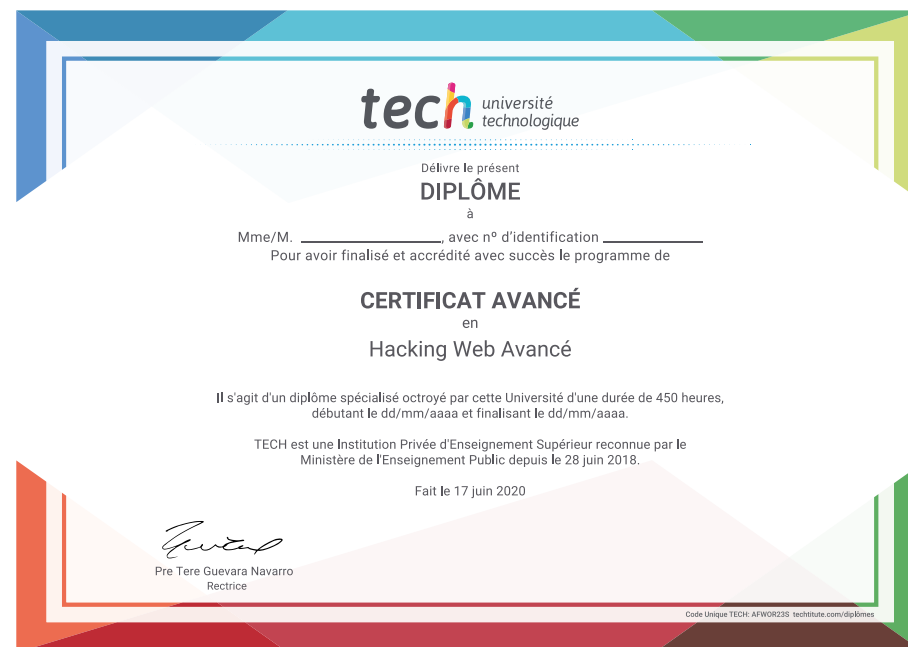 tech université
technologique
Délivre le présent
DIPLÔME
à
Mme/M. ____________, avec nº d'identification ____________
Pour avoir finalisé et accrédité avec succès le programme de
CERTIFICAT AVANCÉ
en
Hacking Web Avancé
Il s'agit d'un diplôme spécialisé octroyé par cette Université d'une durée de 450 heures,
débutant le dd/mm/aaaa et finalisant le dd/mm/aaaa.
TECH est une Institution Privée d'Enseignement Supérieur reconnue par le
Ministère de l'Enseignement Public depuis le 28 juin 2018.
Fait le 17 juin 2020
Pre Tere Guevara Navarro
Rectrice
Code Unique TECH: AFWOR23S techtitute.com/diplômes